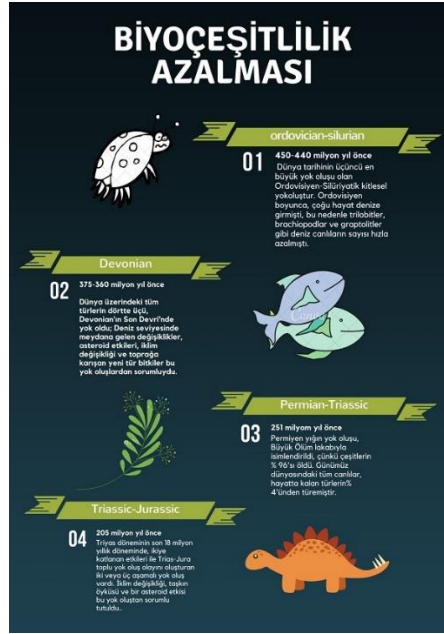 BİYOÇEŞİTLİLİK
AZALMASI
ordovician-silurian
01
450-440 milyon yıl önce
Dünya tarihinin üçüncü en
büyük yok oluşu olan
Ordovisiyen-Silüriyatik kitlesel
yokoluştur. Ordovisiyen
boyunca, çoğu hayat denize
girmişti, bu nedenle trilobitler,
brachiopodlar ve graptolitler
gibi deniz canlıların sayısı hızla
azalmıştı.
Devonian
02
375-360 milyon yıl önce
Dünya üzerindeki tüm
türlerin dörtte üçü,
Devonian'ın Son Devri'nde
yok oldu; Deniz seviyesinde
meydana gelen değişiklikler,
asteroid etkileri, iklim
değişikliği ve toprağa
karışan yeni tür bitkiler bu
yok oluşlardan sorumluydu.
Permian-Triassic
03
251 milyom yıl önce
Permiyen yığın yok oluşu,
Büyük Ölüm lakabıyla
isimlendirildi, çünkü çeşitlerin
% 96'sı öldü. Günümüz
dünyasındaki tüm canlılar,
hayatta kalan türlerin%
4'ünden türemiştir.
Triassic-Jurassic
04
205 milyon yıl önce
Triyas döneminin son 18 milyon
yıllık döneminde, ikiye
katlanan etkileri ile Trias-Jura
toplu yok oluş olayını oluşturan
iki veya üç aşamalı yok oluş
vardı. İklim değişikliği, taşkın
öyküsü ve bir asteroid etkisi
bu yok oluştan sorumlu
tutuldu..